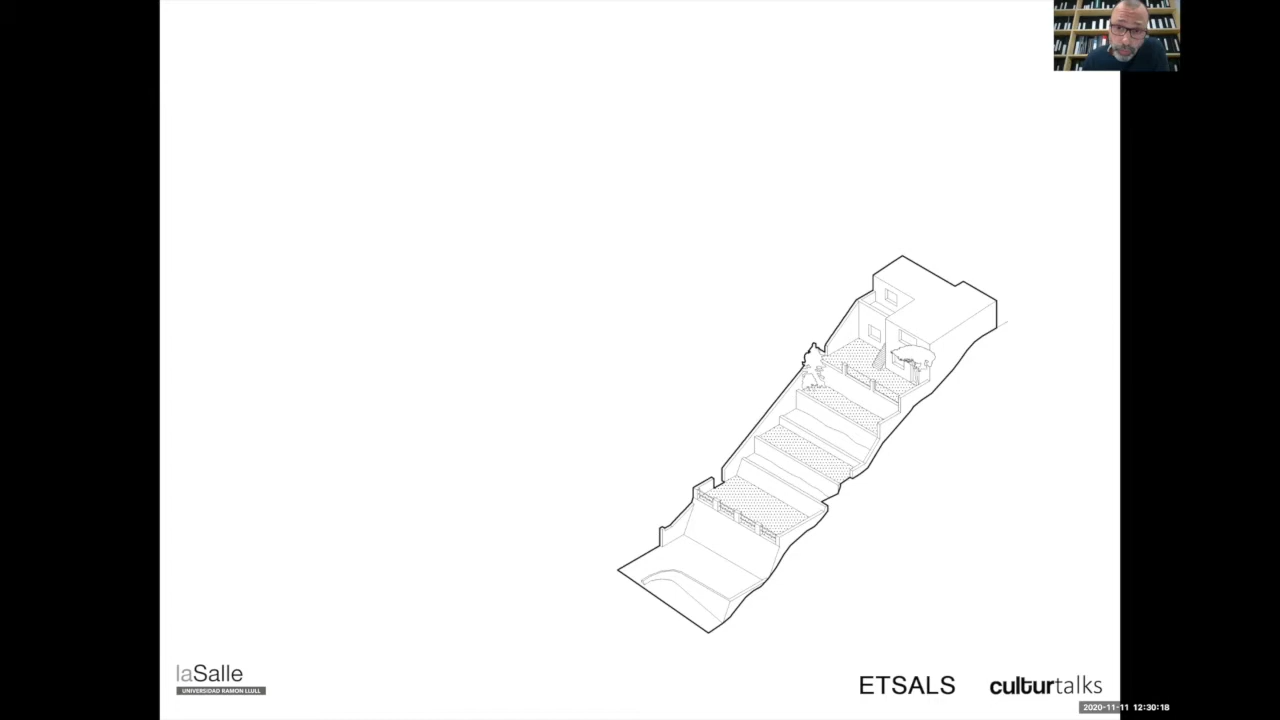 laSalle
UNIVERSIDAD RAMON LLULL
ETSALS
culturtalks
2020-11-11 12:30:18